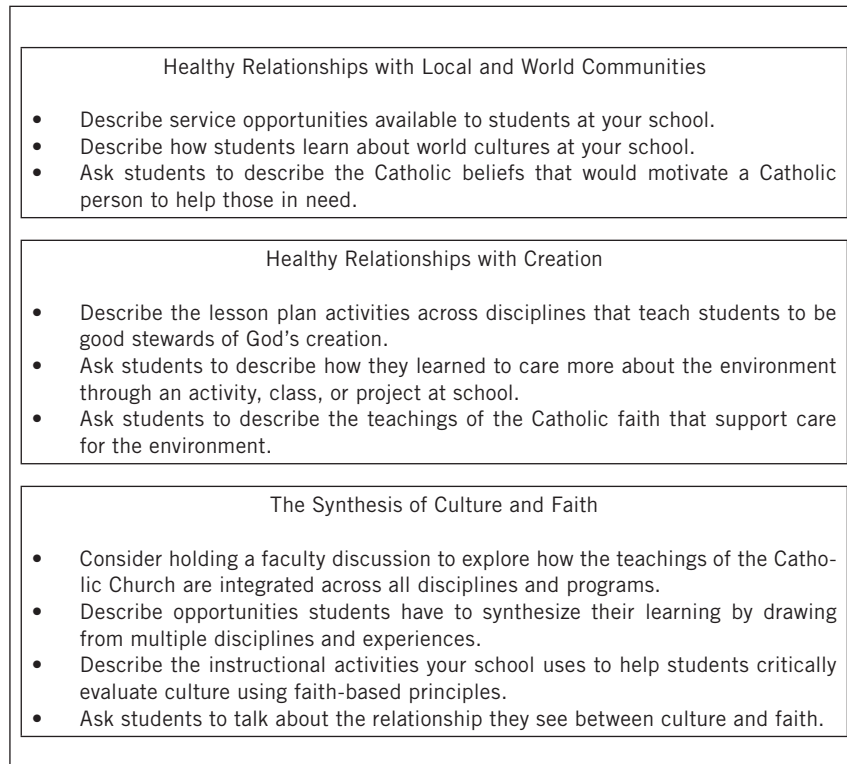 Healthy Relationships with Local and World Communities
• Describe service opportunities available to students at your school.
• Describe how students learn about world cultures at your school.
• Ask students to describe the Catholic beliefs that would motivate a Catholic
person to help those in need.
Healthy Relationships with Creation
• Describe the lesson plan activities across disciplines that teach students to be
good stewards of God's creation.
• Ask students to describe how they learned to care more about the environment
through an activity, class, or project at school.
• Ask students to describe the teachings of the Catholic faith that support care
for the environment.
The Synthesis of Culture and Faith
• Consider holding a faculty discussion to explore how the teachings of the Catho-
lic Church are integrated across all disciplines and programs.
• Describe opportunities students have to synthesize their learning by drawing
from multiple disciplines and experiences.
• Describe the instructional activities your school uses to help students critically
evaluate culture using faith-based principles.
• Ask students to talk about the relationship they see between culture and faith.